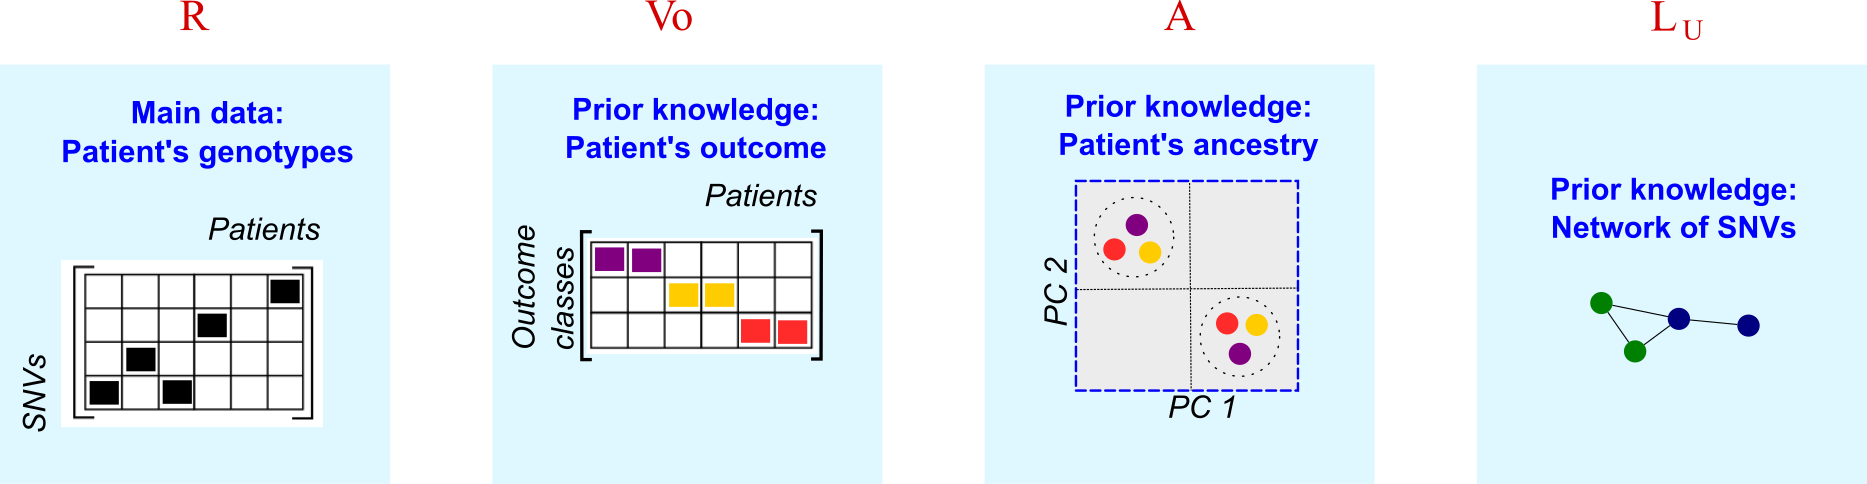 R
Vo
A
L U
Main data:
Patient's genotypes
Patients
SNVs
Prior knowledge:
Patient's outcome
Patients
Outcome
classes
Prior knowledge:
Patient's ancestry
PC 2
PC 1
Prior knowledge:
Network of SNVs